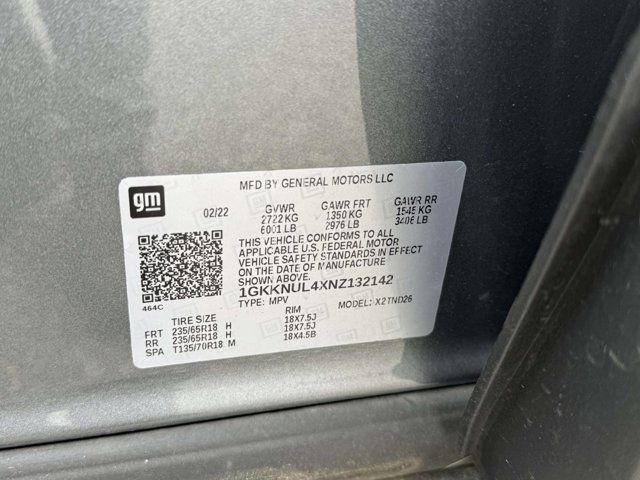 gm
MFD BY GENERAL MOTORS LLC
02/22 GVWR GAWR FRT GAWR RR
2722 KG 1350 KG 1545 KG
6001 LB 2976 LB 3406 LB
THIS VEHICLE CONFORMS TO ALL
APPLICABLE U.S. FEDERAL MOTOR
VEHICLE SAFETY STANDARDS IN EFFECT
ON THE DATE OF MANUFACTURE
SHOWN ABOVE.
1GKKNUL4XNZ132142
464C TYPE: MPV MODEL: X2TND26
TIRE SIZE RIM
FRT 235/65R18 H 18X7.5J
RR 235/65R18 H 18X7.5J
SPA T135/70R18 M 18X4.5B